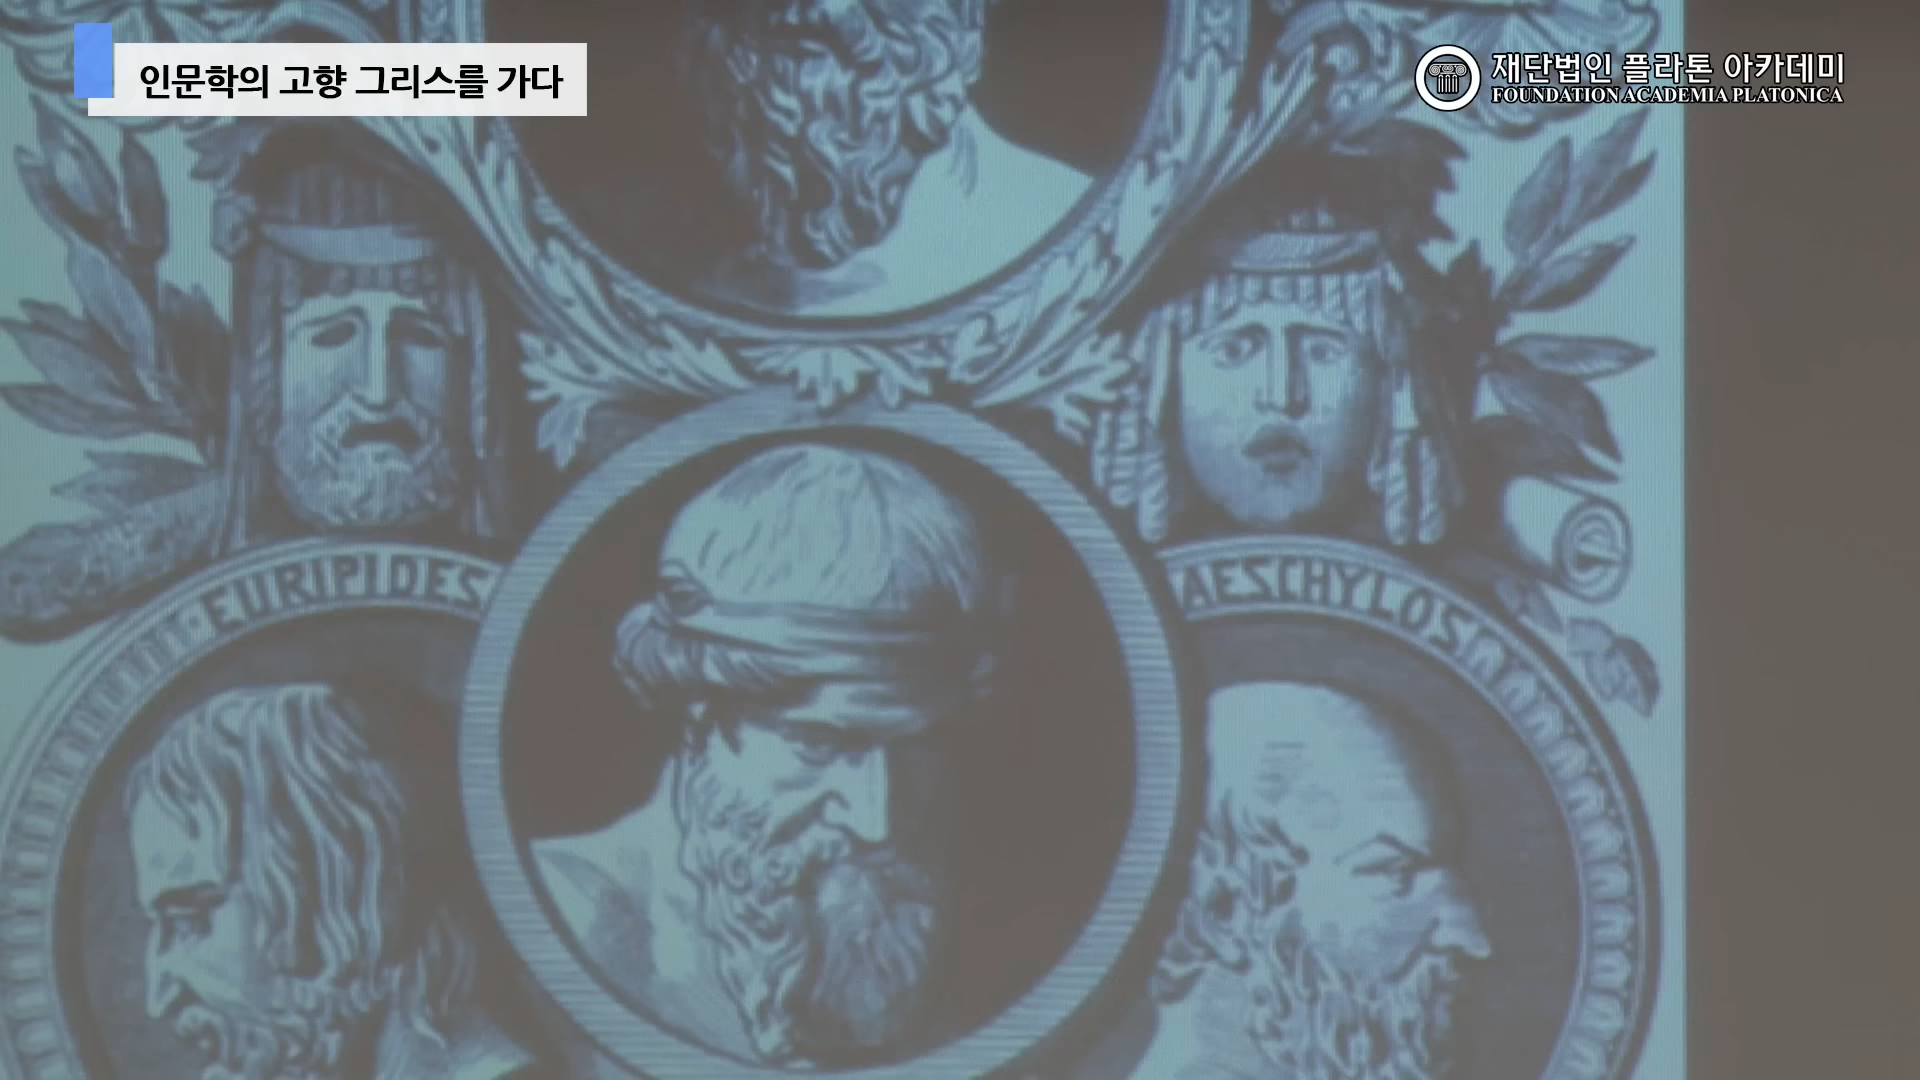 인문학의 고향 그리스를 가다
재단법인 플라톤 아카데미
FOUNDATION ACADEMIA PLATONICA
EURIPIDES
AESCHYLOS